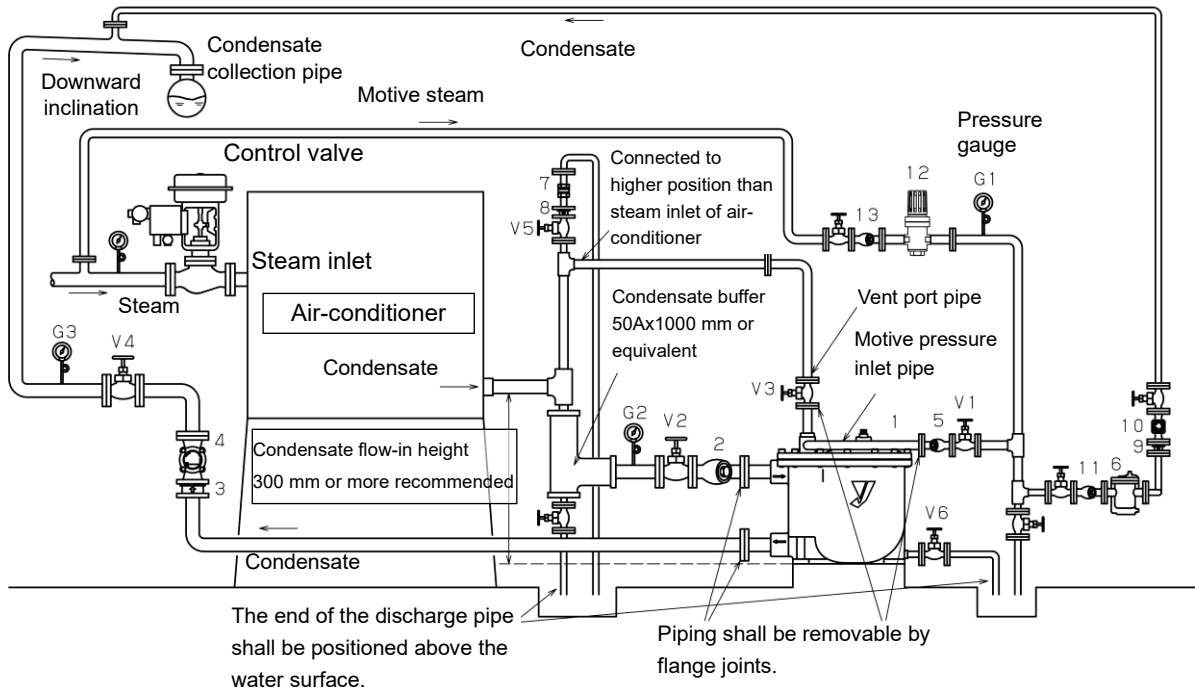 Condensate
Condensate
collection pipe
Downward
inclination
Motive steam
Control valve
Pressure
gauge
Connected to
higher position than
steam inlet of air-
conditioner
7
8
V5
12
G1
13
Steam inlet
Steam
Air-conditioner
Condensate buffer
50Ax1000 mm or
equivalent
Vent port pipe
Motive pressure
inlet pipe
G3
V4
Condensate
V3
1
5
V1
G2
V2
2
10
9
4
3
Condensate flow-in height
300 mm or more recommended
11
6
V6
Condensate
The end of the discharge pipe
shall be positioned above the
water surface.
Piping shall be removable by
flange joints.